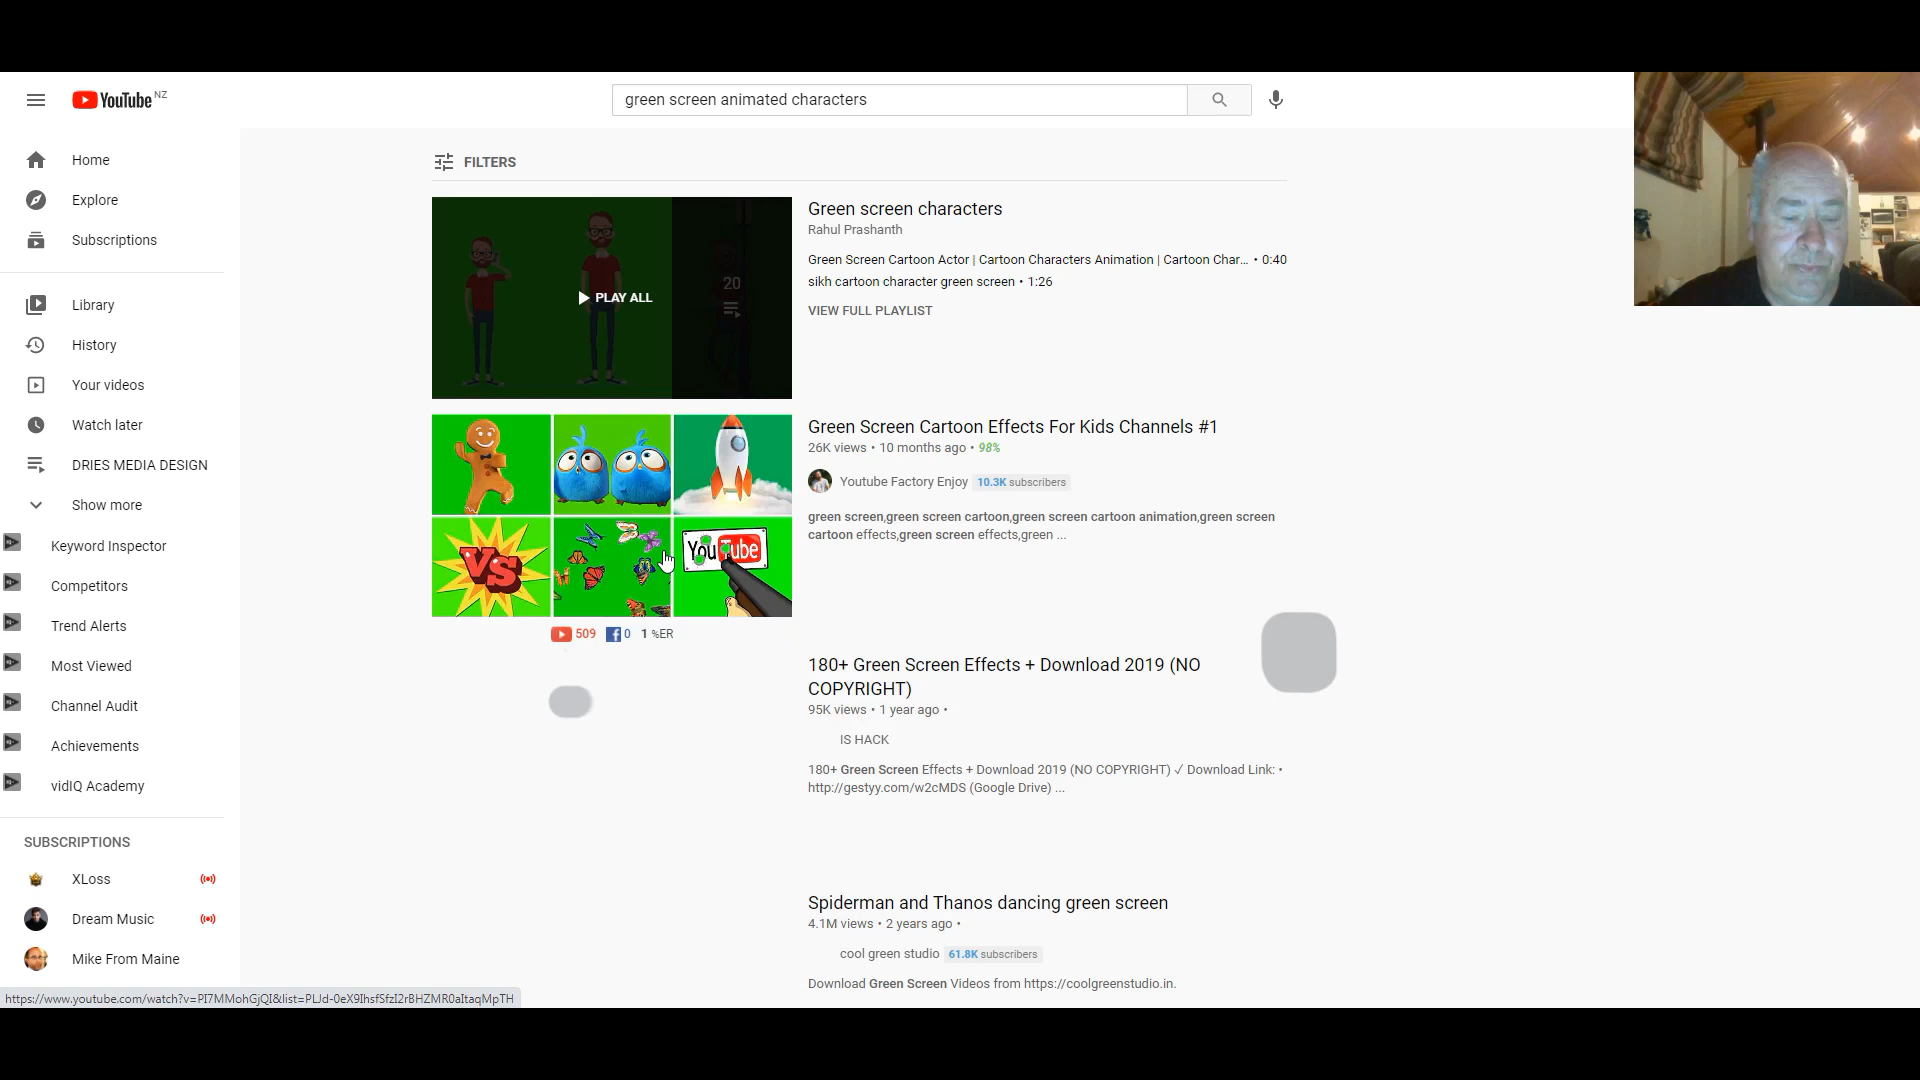 YouTube NZ
green screen animated characters
Home
Explore
Subscriptions
Library
History
Your videos
Watch later
DRIES MEDIA DESIGN
Show more
Keyword Inspector
Competitors
Trend Alerts
Most Viewed
Channel Audit
Achievements
vidIQ Academy
SUBSCRIPTIONS
XLoss
Dream Music
Mike From Maine
FILTERS
PLAY ALL
20
Green screen characters
Rahul Prashanth
Green Screen Cartoon Actor | Cartoon Characters Animation | Cartoon Char... • 0:40
sikh cartoon character green screen • 1:26
VIEW FULL PLAYLIST
VS
YouTube
509 0 1 %ER
Green Screen Cartoon Effects For Kids Channels #1
26K views • 10 months ago • 98%
Youtube Factory Enjoy 10.3K subscribers
green screen,green screen cartoon,green screen cartoon animation,green screen
cartoon effects,green screen effects,green ...
180+ Green Screen Effects + Download 2019 (NO
COPYRIGHT)
95K views • 1 year ago •
IS HACK
180+ Green Screen Effects + Download 2019 (NO COPYRIGHT) ✓ Download Link: •
http://gestyy.com/w2cMDS (Google Drive) ...
Spiderman and Thanos dancing green screen
4.1M views • 2 years ago •
cool green studio 61.8K subscribers
Download Green Screen Videos from https://coolgreenstudio.in.
https://www.youtube.com/watch?v=PI7MMohGjQI&list=PLJd-0eX9IhsfSfzI2rBHZMR0aItaqMpTH